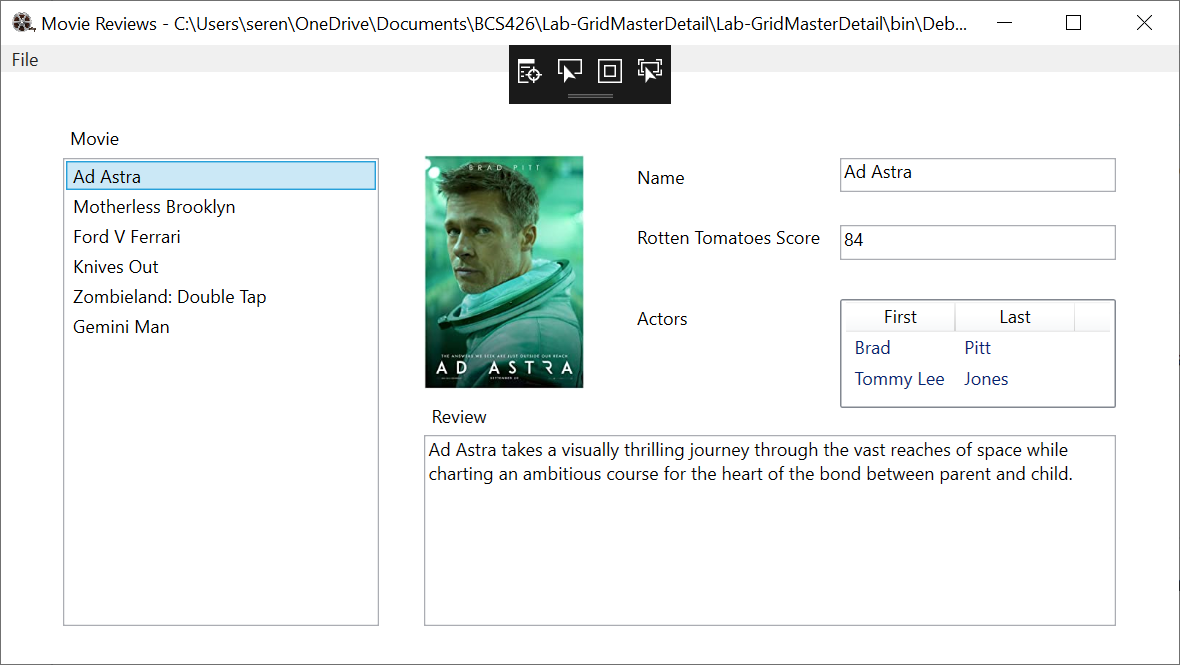 Movie Reviews - C:\Users\seren\OneDrive\Documents\BCS426\Lab-GridMasterDetail\Lab-GridMasterDetail\bin\Deb...
File
Movie
Ad Astra
Motherless Brooklyn
Ford V Ferrari
Knives Out
Zombieland: Double Tap
Gemini Man
BRAD PITT
THE ANSWERS WE SEEK ARE JUST OUTSIDE OUR REACH
AD ASTRA
SEPTEMBER 20
Name
Ad Astra
Rotten Tomatoes Score
84
Actors
First Last
Brad Pitt
Tommy Lee Jones
Review
Ad Astra takes a visually thrilling journey through the vast reaches of space while
charting an ambitious course for the heart of the bond between parent and child.